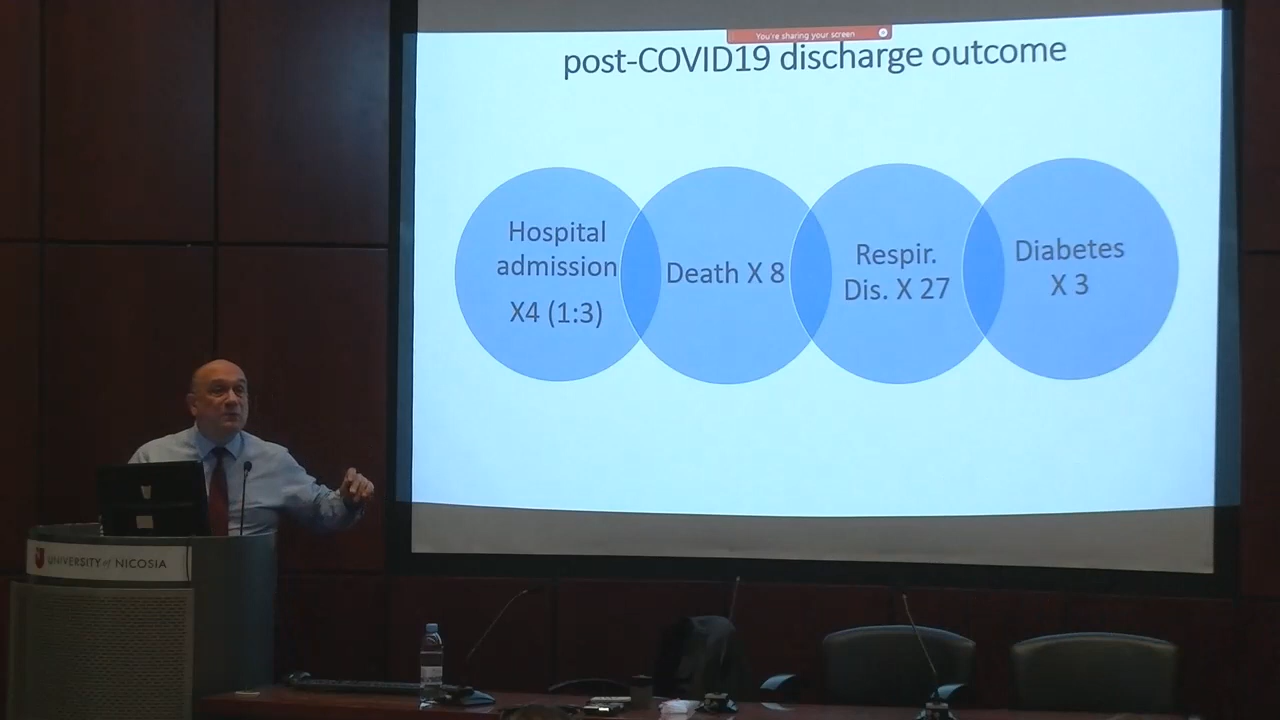 You're sharing your screen
post-COVID19 discharge outcome
Hospital
admission
X4 (1:3)
Death X 8
Respir.
Dis. X 27
Diabetes
X 3
UNIVERSITY of NICOSIA